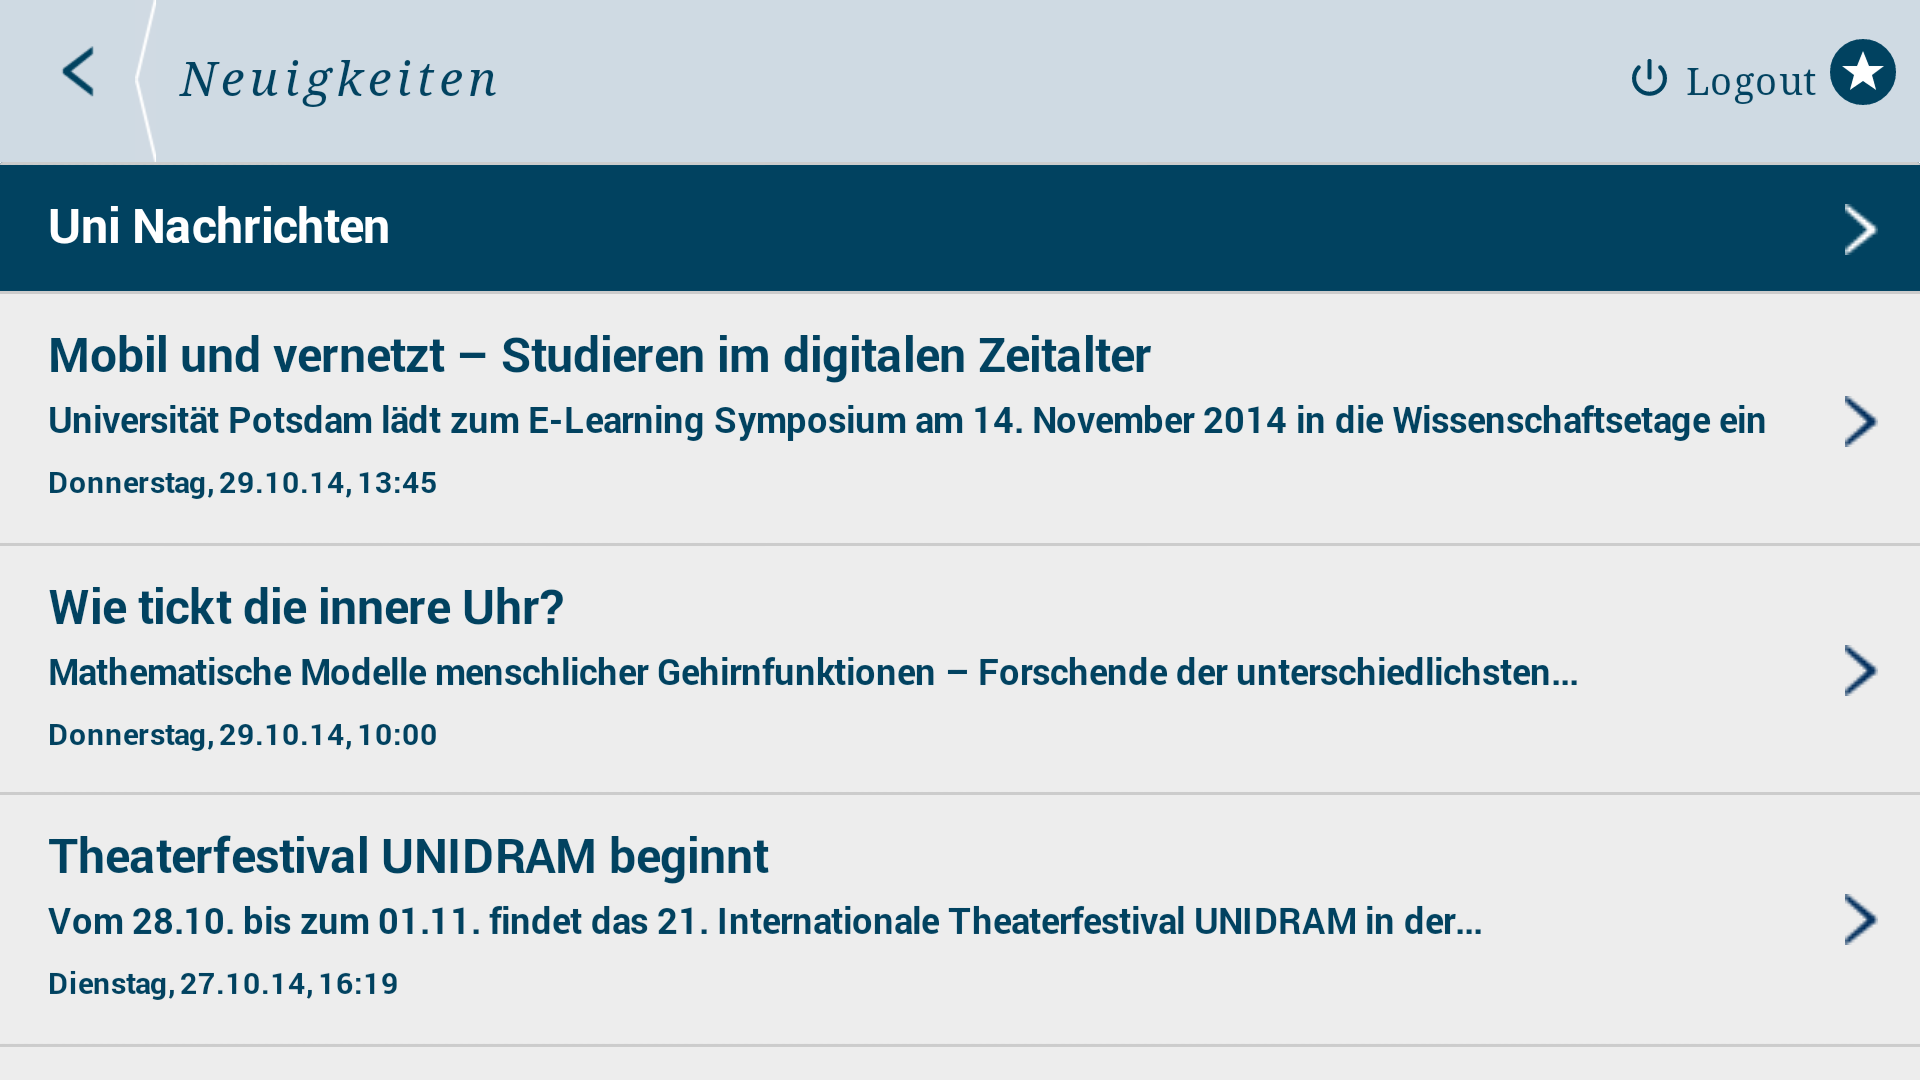 Neuigkeiten
Logout
Uni Nachrichten
Mobil und vernetzt – Studieren im digitalen Zeitalter
Universität Potsdam lädt zum E-Learning Symposium am 14. November 2014 in die Wissenschaftsetage ein
Donnerstag, 29.10.14, 13:45
Wie tickt die innere Uhr?
Mathematische Modelle menschlicher Gehirnfunktionen – Forschende der unterschiedlichsten...
Donnerstag, 29.10.14, 10:00
Theaterfestival UNIDRAM beginnt
Vom 28.10. bis zum 01.11. findet das 21. Internationale Theaterfestival UNIDRAM in der...
Dienstag, 27.10.14, 16:19